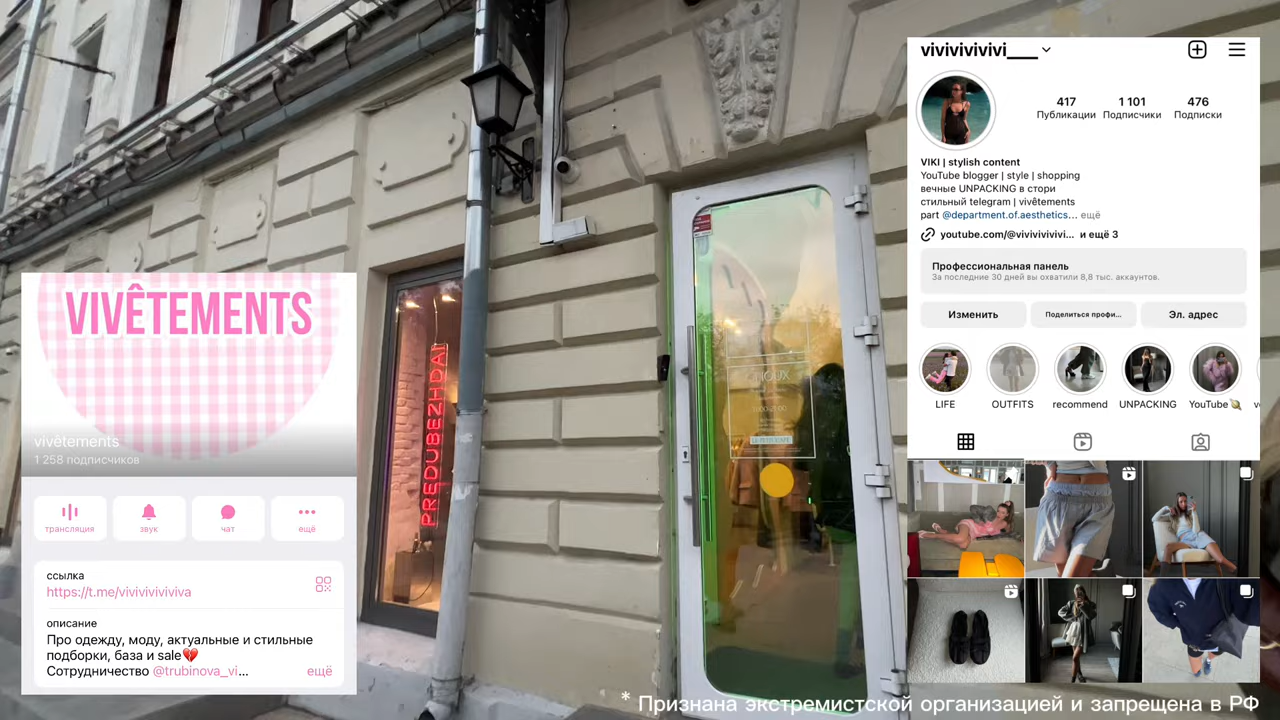 VIVÊTEMENTS
vivêtements
1 258 подписчиков
трансляция
звук
чат
ещё
ссылка
https://t.me/viviviviviva
описание
Про одежду, моду, актуальные и стильные
подборки, база и sale💔
Сотрудничество @trubinova_vi... ещё
PREDUBEZHDAI
vivivivivivi____
417
Публикации
1 101
Подписчики
476
Подписки
VIKI | stylish content
YouTube blogger | style | shopping
вечные UNPACKING в стори
стильный telegram | vivêtements
part @department.of.aesthetics... ещё
youtube.com/@vivivivivivi... и ещё 3
Профессиональная панель
За последние 30 дней вы охватили 8,8 тыс. аккаунтов.
Изменить
Поделиться профи...
Эл. адрес
LIFE
OUTFITS
recommend
UNPACKING
YouTube
* Признана экстремистской организацией и запрещена в РФ